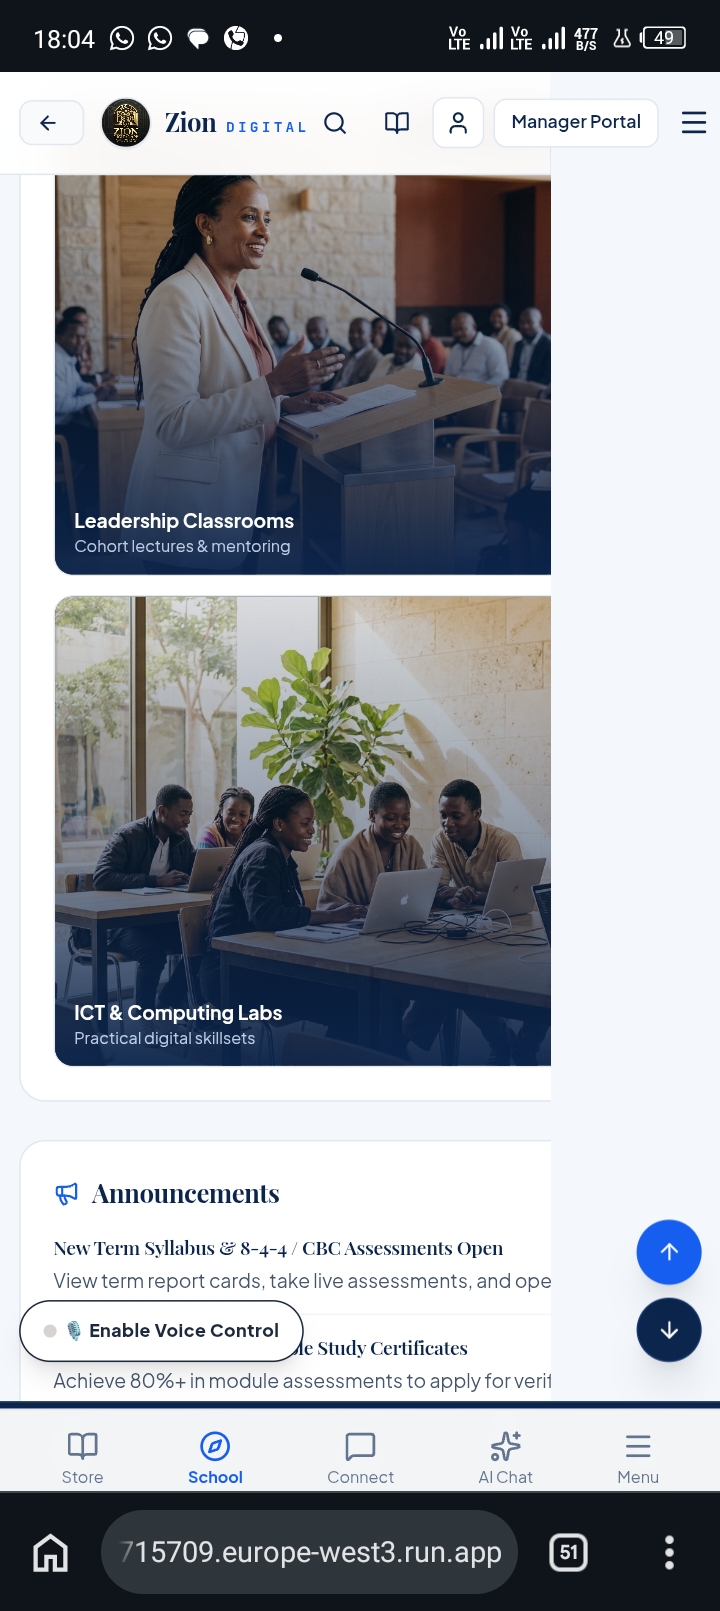 18:04
Vo LTE
Vo LTE
477 B/S
49
Zion DIGITAL
Manager Portal
Leadership Classrooms
Cohort lectures & mentoring
ICT & Computing Labs
Practical digital skillsets
Announcements
New Term Syllabus & 8-4-4 / CBC Assessments Open
View term report cards, take live assessments, and ope
🎙️ Enable Voice Control
le Study Certificates
Achieve 80%+ in module assessments to apply for verif
Store
School
Connect
AI Chat
Menu
715709.europe-west3.run.app
51